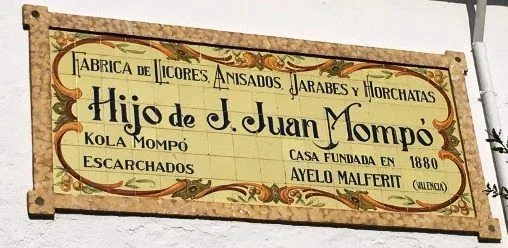 FABRICA DE LICORES, ANISADOS, JARABES Y HORCHATAS
Hijo de J. Juan Mompó
KOLA MOMPÓ
ESCARCHADOS
CASA FUNDADA EN 1880
AYELO MALFERIT (VALENCIA)